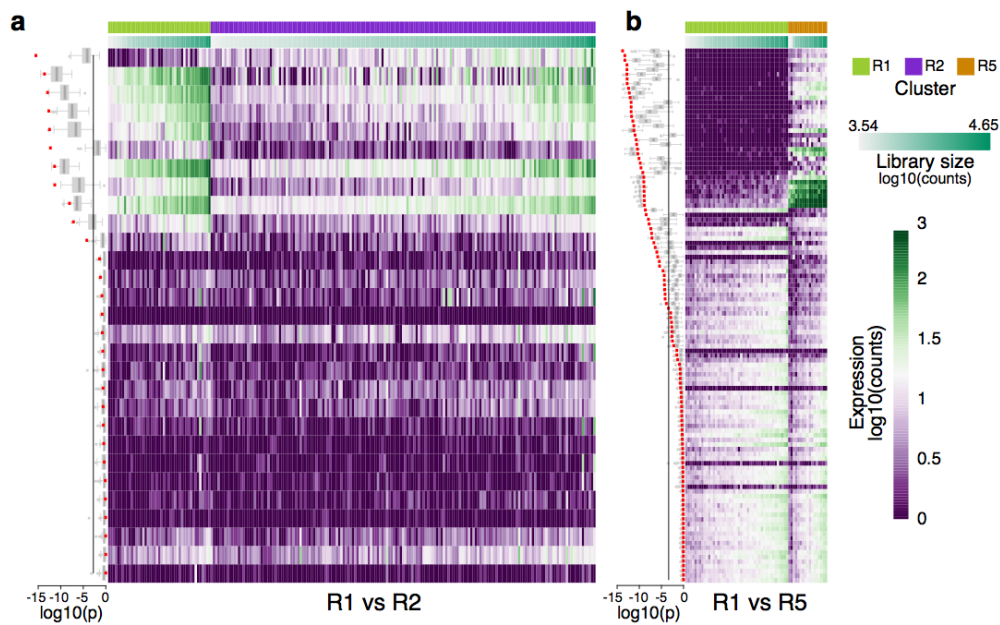 a
b
R1 R2 R5
Cluster
3.54 4.65
Library size
log10(counts)
3
2
1.5
1
0.5
0
Expression
log10(counts)
-15 -10 -5 0
log10(p)
R1 vs R2
-15 -10 -5 0
log10(p)
R1 vs R5